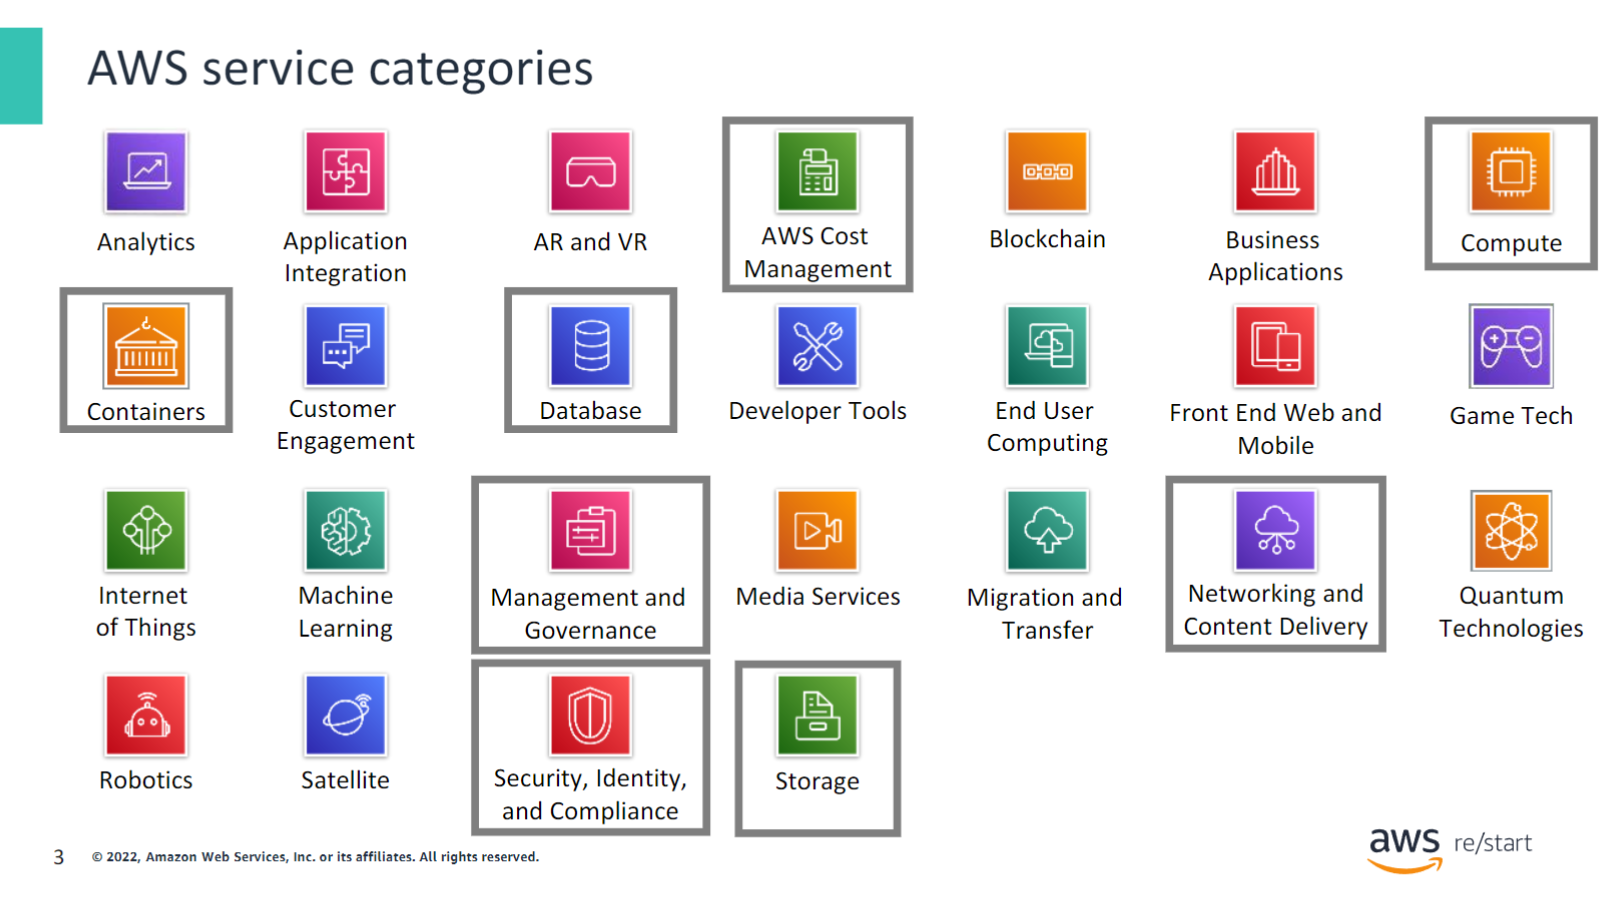 AWS service categories
Analytics
Application
Integration
AR and VR
AWS Cost
Management
Blockchain
Business
Applications
Compute
Containers
Customer
Engagement
Database
Developer Tools
End User
Computing
Front End Web and
Mobile
Game Tech
Internet
of Things
Machine
Learning
Management and
Governance
Media Services
Migration and
Transfer
Networking and
Content Delivery
Quantum
Technologies
Robotics
Satellite
Security, Identity,
and Compliance
Storage
3
© 2022, Amazon Web Services, Inc. or its affiliates. All rights reserved.
aws re/start